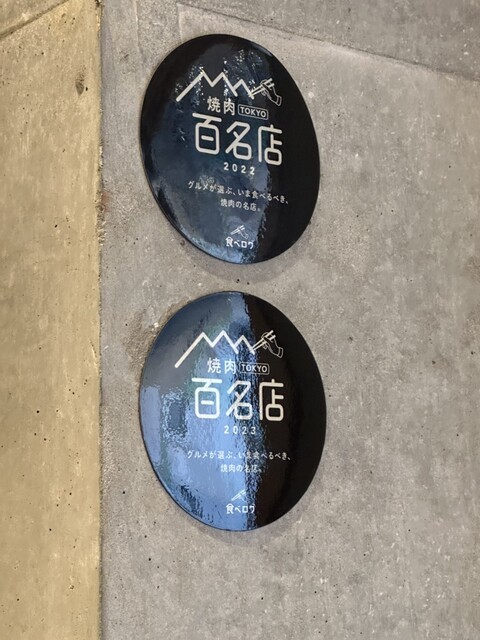 焼肉 TOKYO
百名店
2022
グルメが選ぶ、いま食べるべき、
焼肉の名店。
食べログ
焼肉 TOKYO
百名店
2023
グルメが選ぶ、いま食べるべき、
焼肉の名店。
食べログ